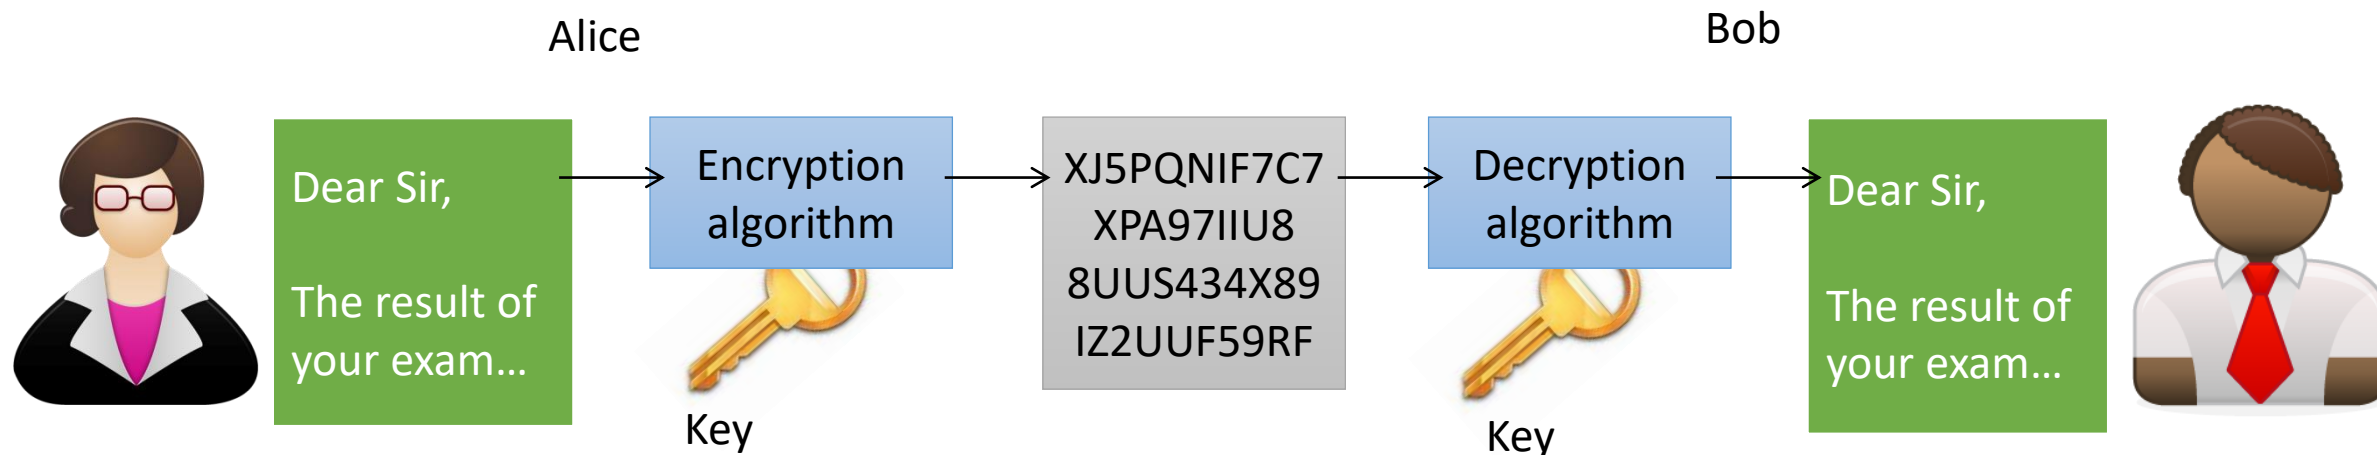 Alice
Bob
Dear Sir,
The result of
your exam...
Encryption
algorithm
Key
XJ5PQNIF7C7
XPA97IIU8
8UUS434X89
IZ2UUF59RF
Decryption
algorithm
Key
Dear Sir,
The result of
your exam...